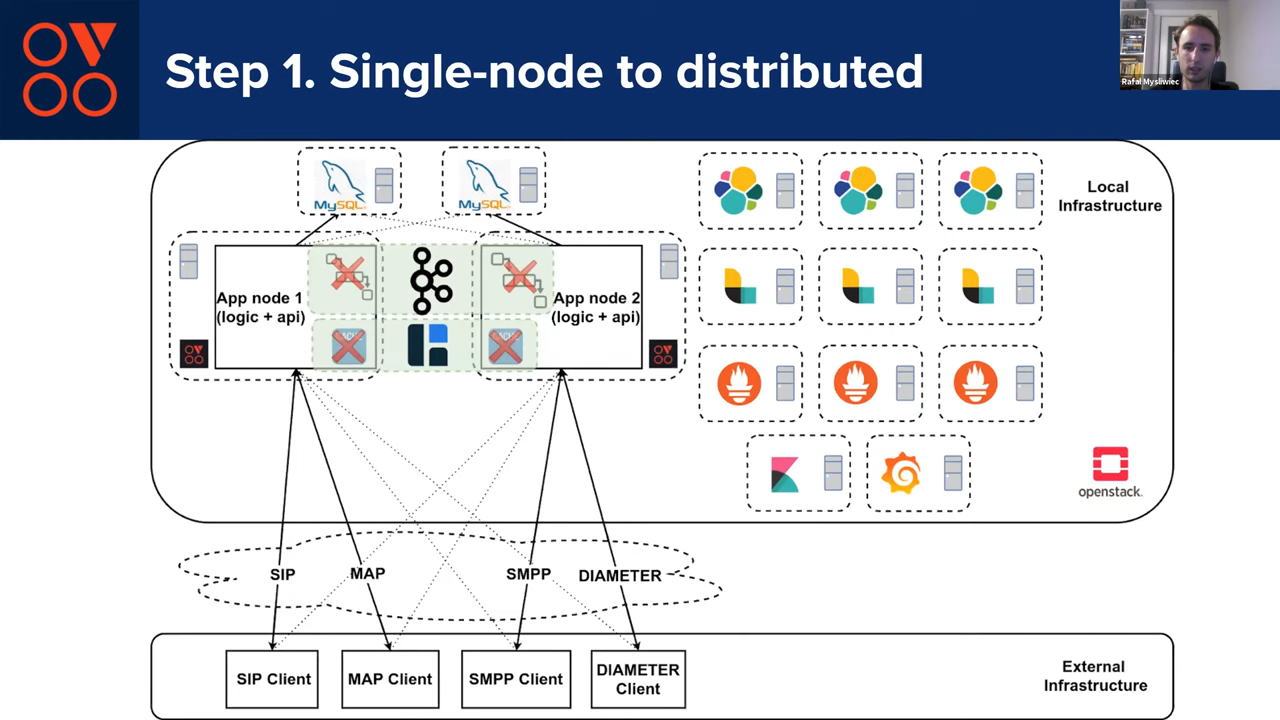 Step 1. Single-node to distributed
Rafał Myśliwiec
MySQL
MySQL
Local
Infrastructure
App node 1
(logic + api)
App node 2
(logic + api)
openstack.
SIP
MAP
SMPP
DIAMETER
SIP Client
MAP Client
SMPP Client
DIAMETER
Client
External
Infrastructure